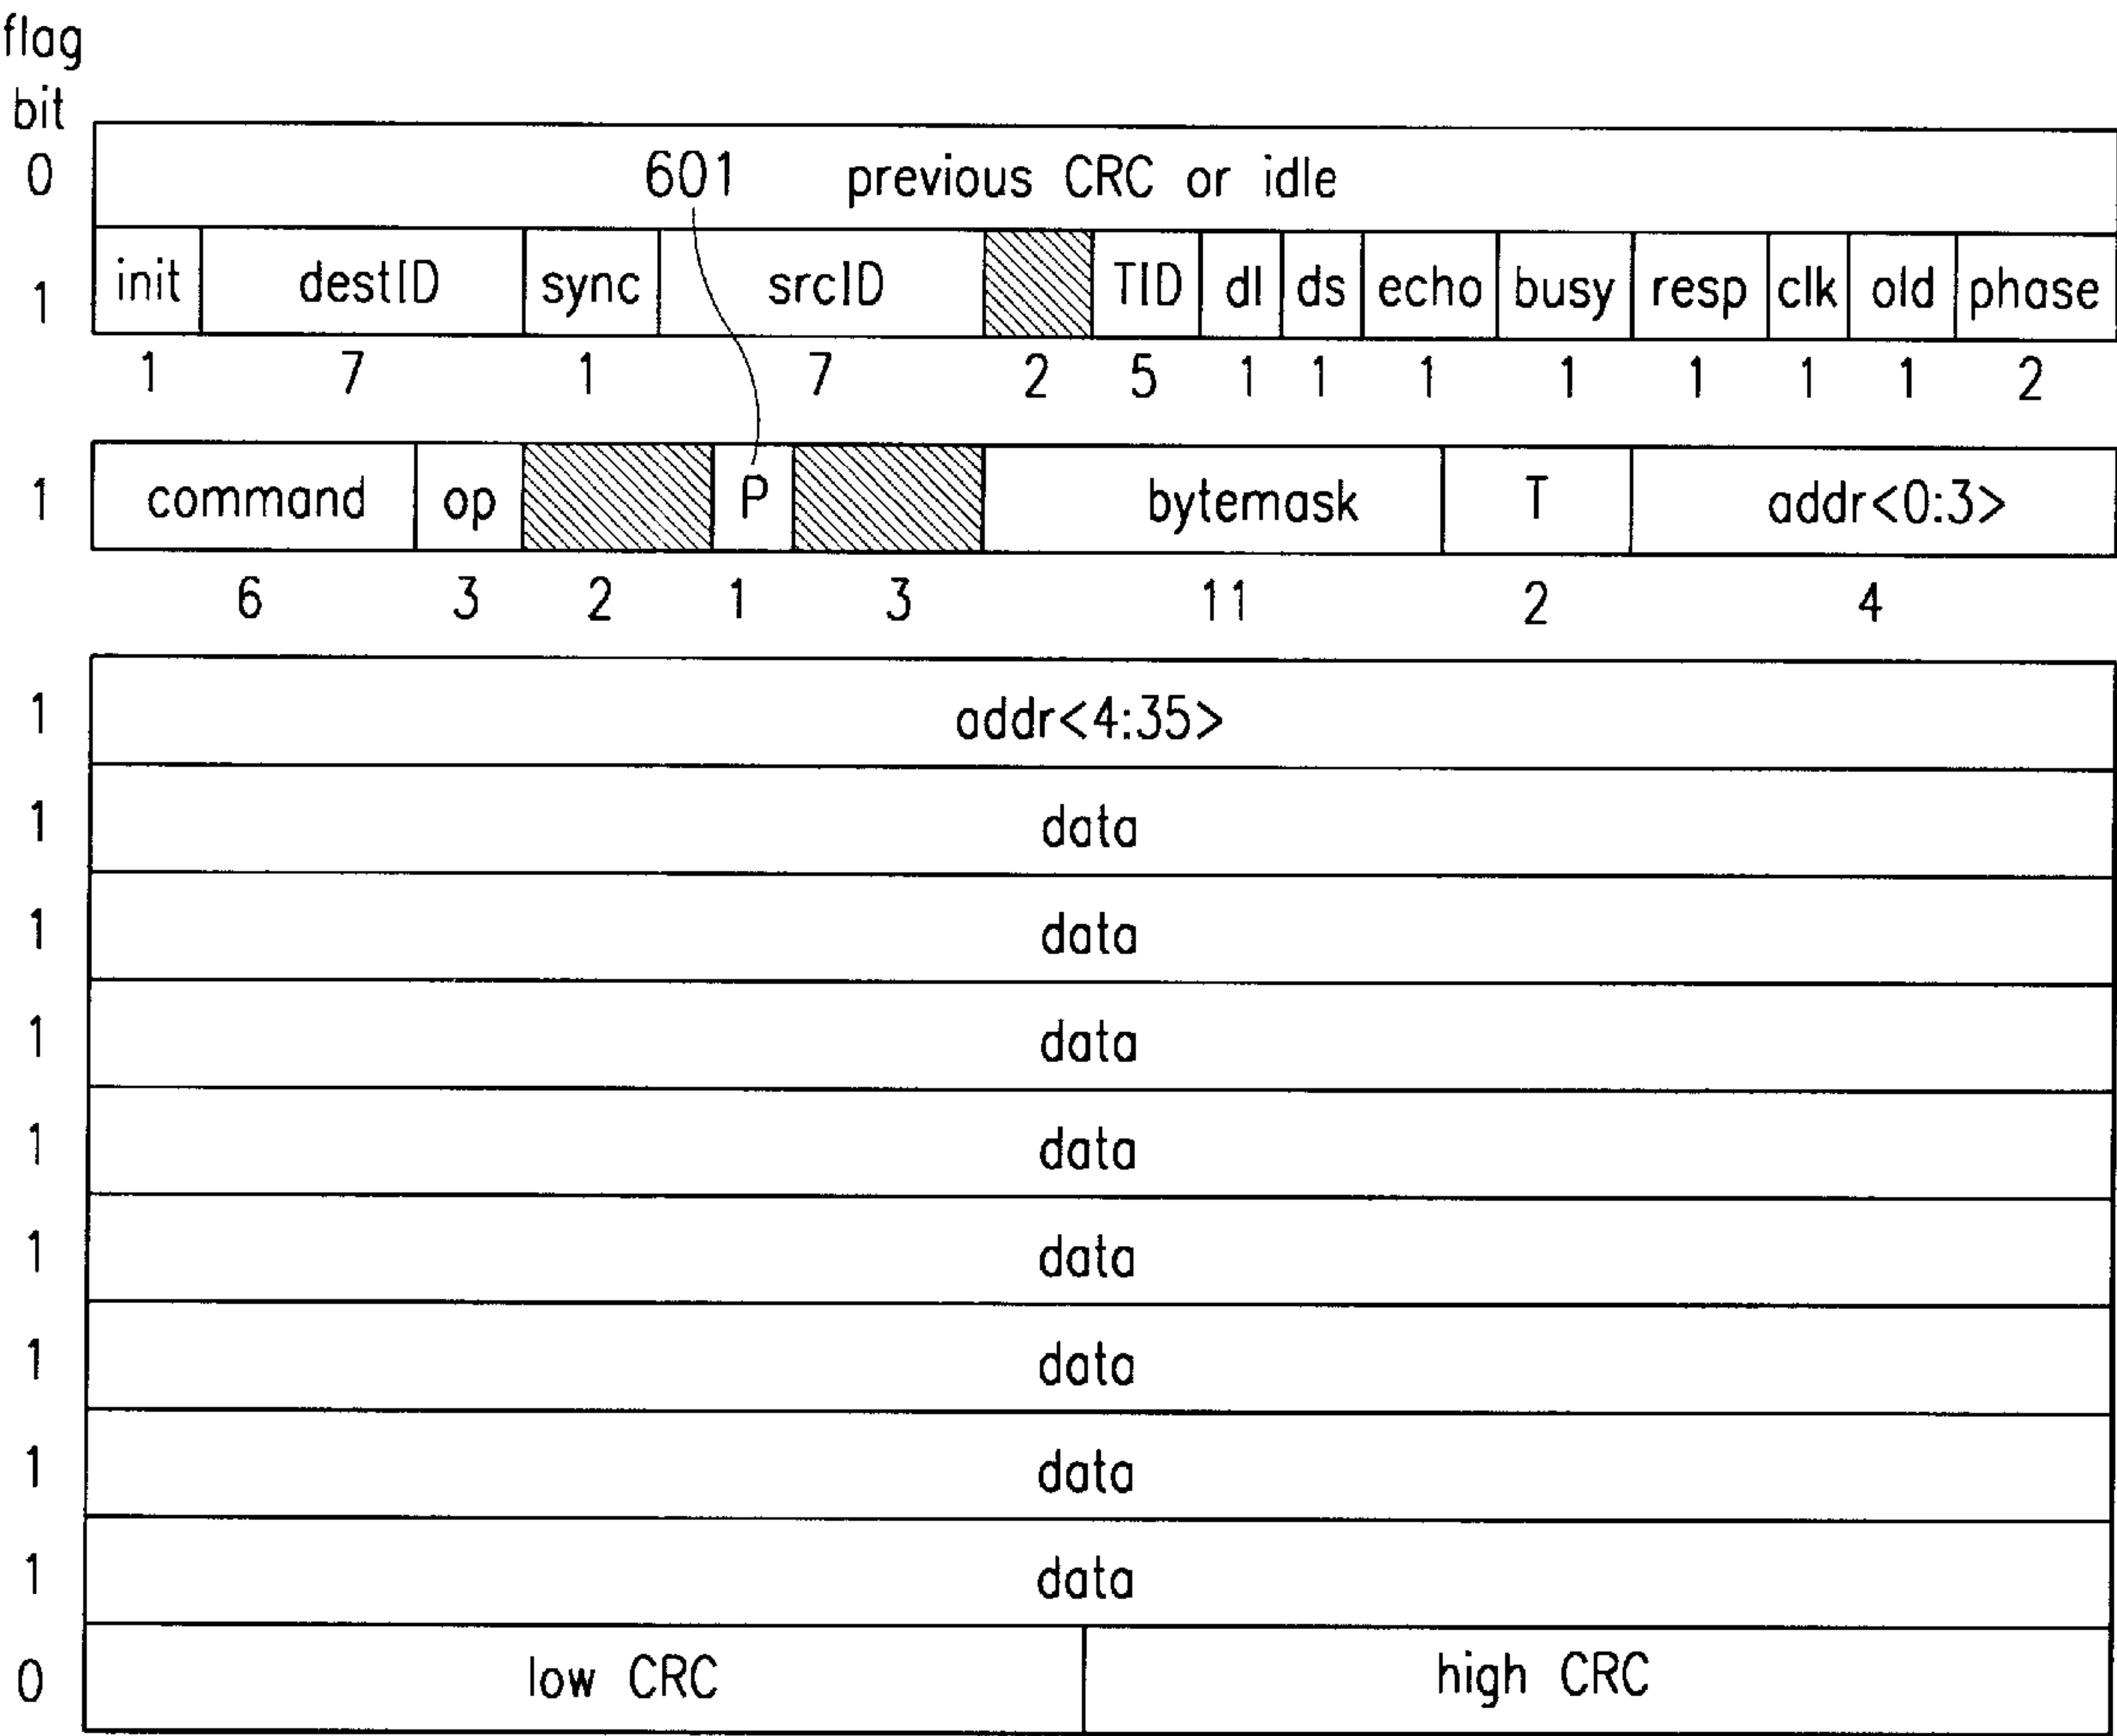 flag
bit
0 601 previous CRC or idle
1 init destID sync srcID TID dl ds echo busy resp clk old phase
1 7 1 7 2 5 1 1 1 1 1 1 1 2
1 command op P bytemask T addr<0:3>
6 3 2 1 3 11 2 4
1 addr<4:35>
1 data
1 data
1 data
1 data
1 data
1 data
1 data
1 data
0 low CRC high CRC